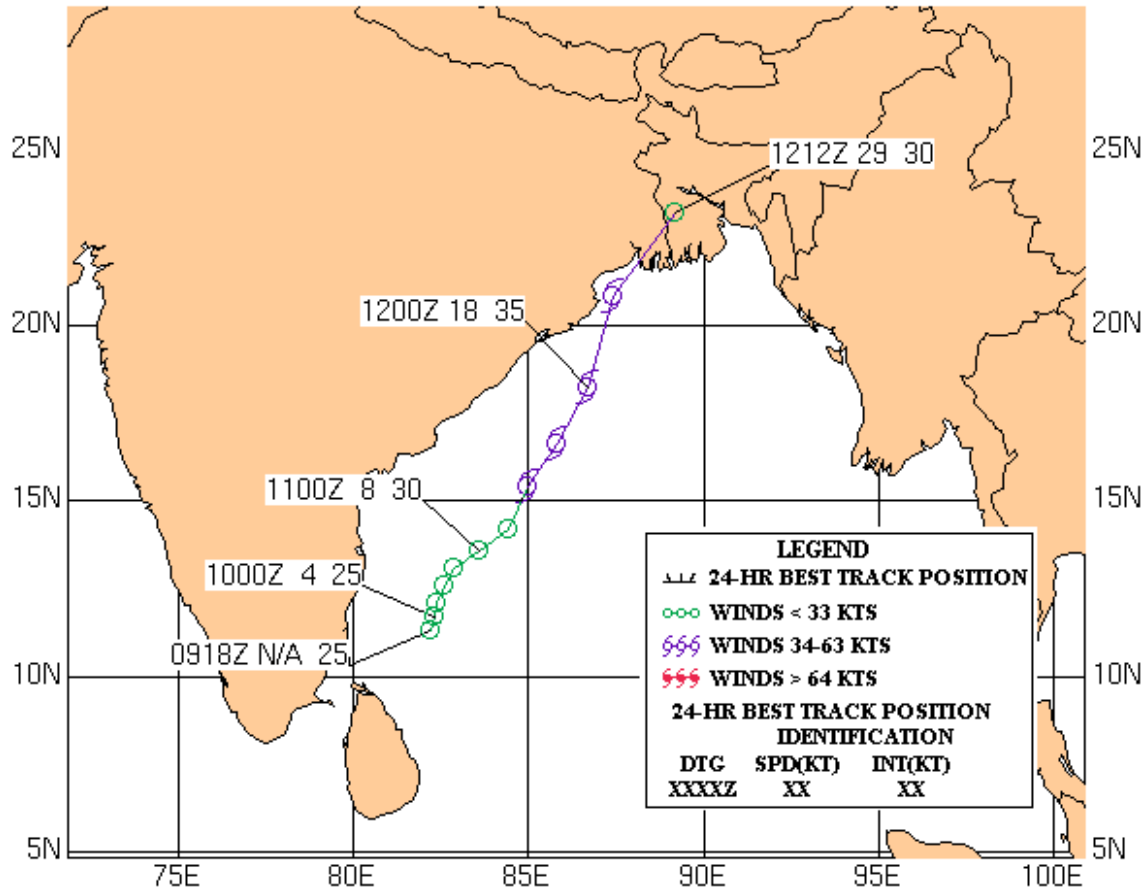 25N
25N
1212Z 29 30
20N
20N
1200Z 18 35
1100Z 8 30
15N
15N
1000Z 4 25
0918Z N/A 25
10N
10N
LEGEND
24-HR BEST TRACK POSITION
WINDS < 33 KTS
WINDS 34-63 KTS
WINDS > 64 KTS
24-HR BEST TRACK POSITION
IDENTIFICATION
DTG SPD(KT) INT(KT)
XXXXZ XX XX
5N
5N
75E 80E 85E 90E 95E 100E